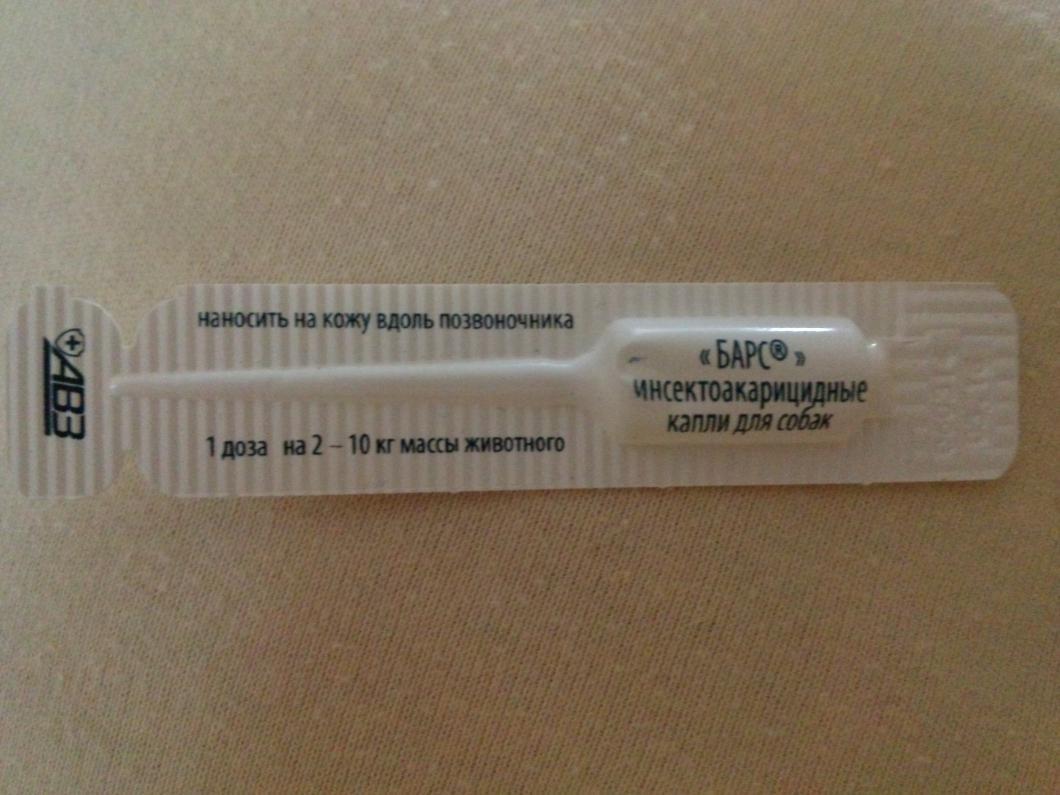 АВЗ
наносить на кожу вдоль позвоночника
« БАРС® »
инсектоакарицидные
капли для собак
1 доза на 2 – 10 кг массы животного